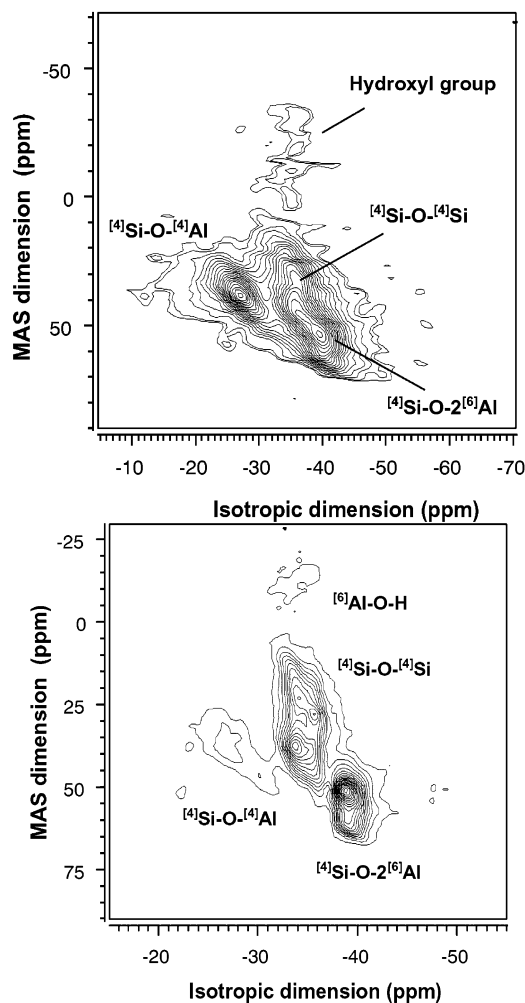 -50
Hydroxyl group
0
[4]Si-O-[4]Si
[4]Si-O-[4]Al
MAS dimension (ppm)
50
[4]Si-O-2[6]Al
-10 -20 -30 -40 -50 -60 -70
Isotropic dimension (ppm)
-25
[6]Al-O-H
0
[4]Si-O-[4]Si
MAS dimension (ppm)
25
50
[4]Si-O-[4]Al
[4]Si-O-2[6]Al
75
-20 -30 -40 -50
Isotropic dimension (ppm)